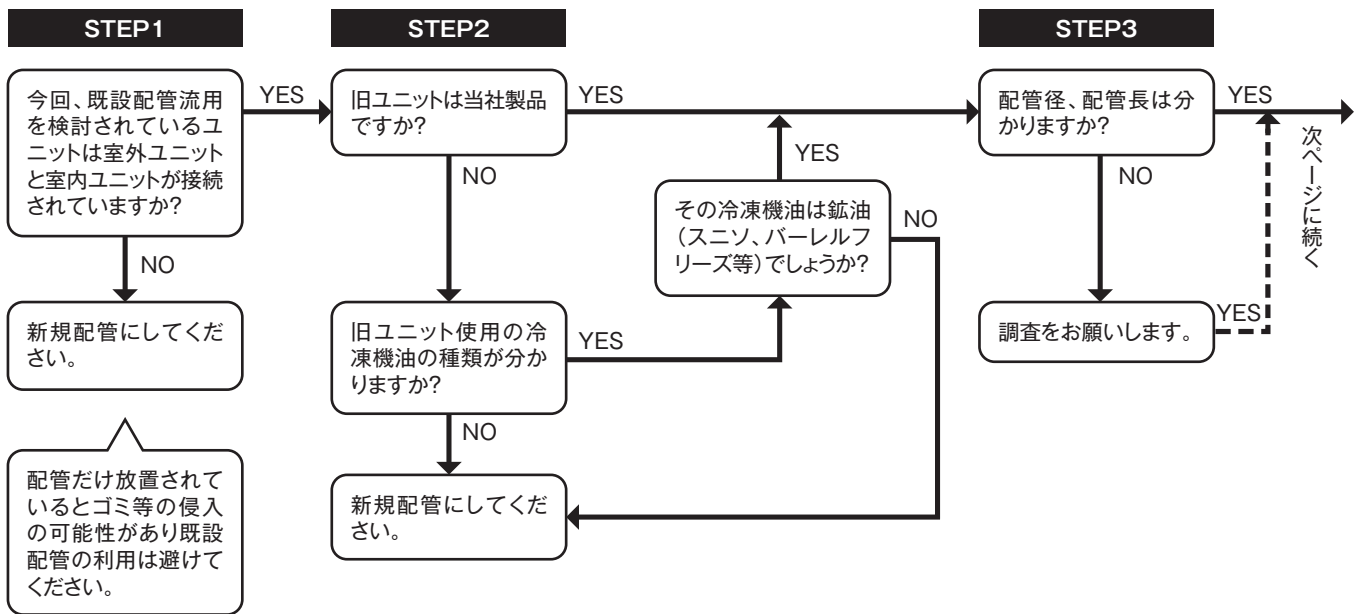 STEP1
今回、既設配管流用
を検討されているユ
ニットは室外ユニット
と室内ユニットが接続
されていますか？
YES
NO
新規配管にしてくだ
さい。
配管だけ放置されて
いるとゴミ等の侵入
の可能性があり既設
配管の利用は避けて
ください。
STEP2
旧ユニットは当社製品
ですか？
YES
NO
旧ユニット使用の冷
凍機油の種類が分か
りますか？
YES
NO
新規配管にしてくだ
さい。
YES
その冷凍機油は鉱油
（スニソ、バーレルフ
リーズ等）でしょうか？
NO
STEP3
配管径、配管長は分
かりますか？
YES
NO
調査をお願いします。
YES
次ページに続く